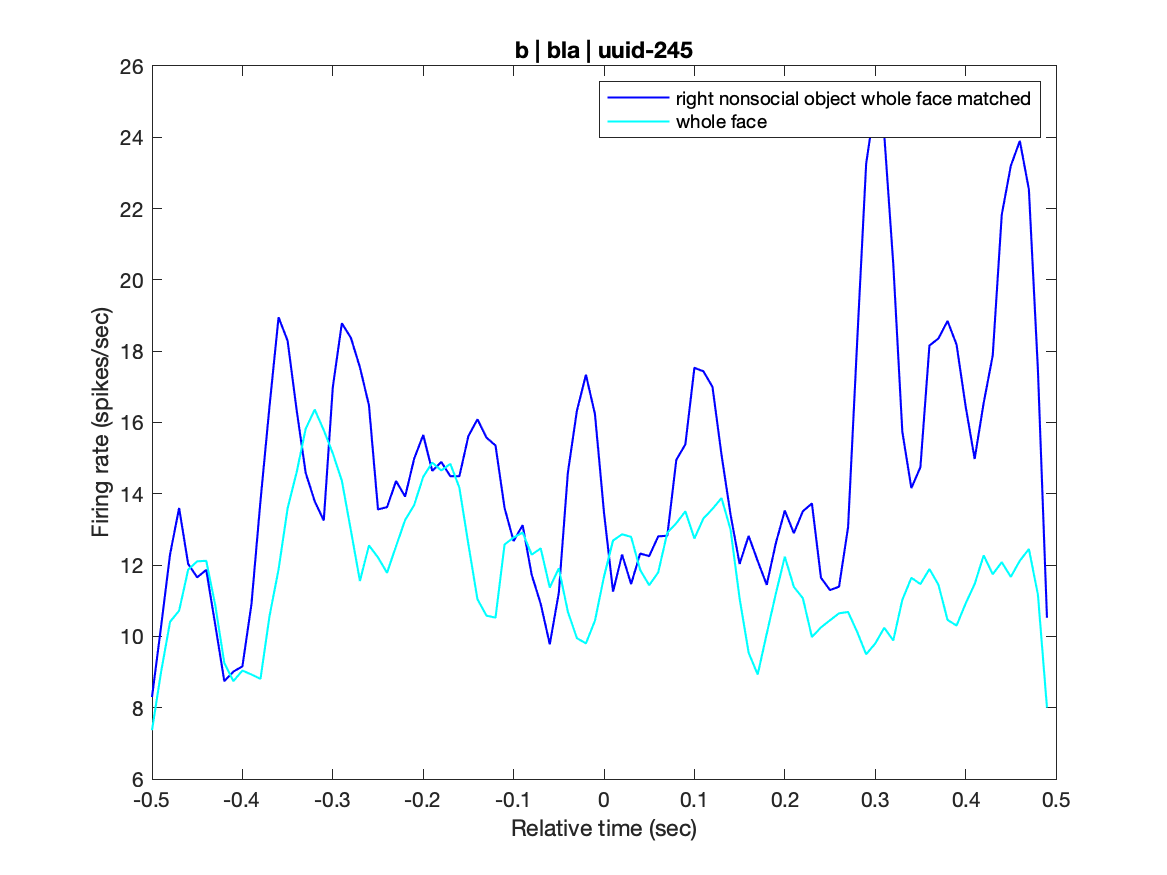 b | bla | uuid-245
right nonsocial object whole face matched
whole face
Firing rate (spikes/sec)
26
24
22
20
18
16
14
12
10
8
6
-0.5 -0.4 -0.3 -0.2 -0.1 0 0.1 0.2 0.3 0.4 0.5
Relative time (sec)